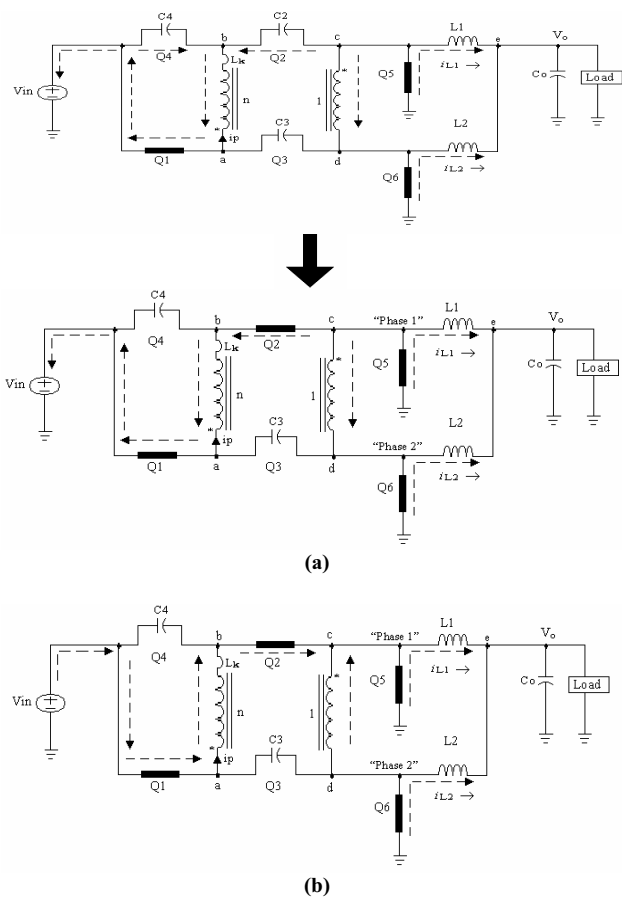 C4 b C2 c L1 e Vo
Q4 Q2 iL1 →
Vin Lk n 1 Q5 Co Load
* ip * C3 L2
Q1 a Q3 d Q6 iL2 →
C4 b c "Phase 1" L1 e Vo
Q4 Q2 iL1 →
Vin Lk n 1 Q5 Co Load
* ip * C3 "Phase 2" L2
Q1 a Q3 d Q6 iL2 →
(a)
C4 b c "Phase 1" L1 e Vo
Q4 Q2 iL1 →
Vin Lk n 1 Q5 Co Load
* ip * C3 "Phase 2" L2
Q1 a Q3 d Q6 iL2 →
(b)